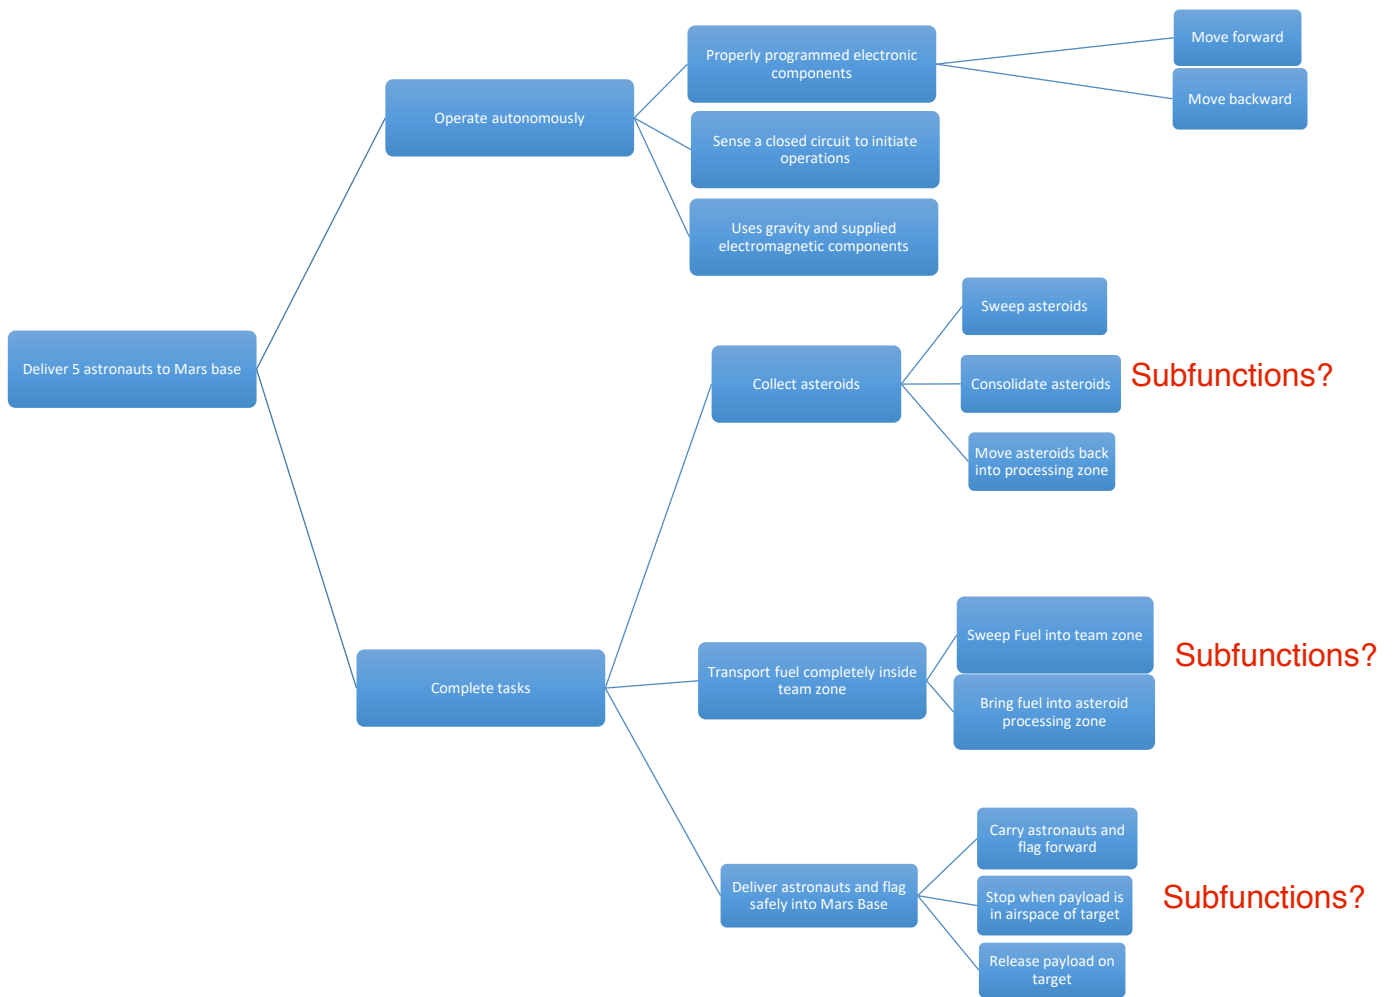 Properly programmed electronic
components
Move forward
Move backward
Operate autonomously
Sense a closed circuit to initiate
operations
Uses gravity and supplied
electromagnetic components
Deliver 5 astronauts to Mars base
Collect asteroids
Sweep asteroids
Consolidate asteroids
Subfunctions?
Move asteroids back
into processing zone
Complete tasks
Transport fuel completely inside
team zone
Sweep Fuel into team zone
Subfunctions?
Bring fuel into asteroid
processing zone
Deliver astronauts and flag
safely into Mars Base
Carry astronauts and
flag forward
Stop when payload is
in airspace of target
Subfunctions?
Release payload on
target